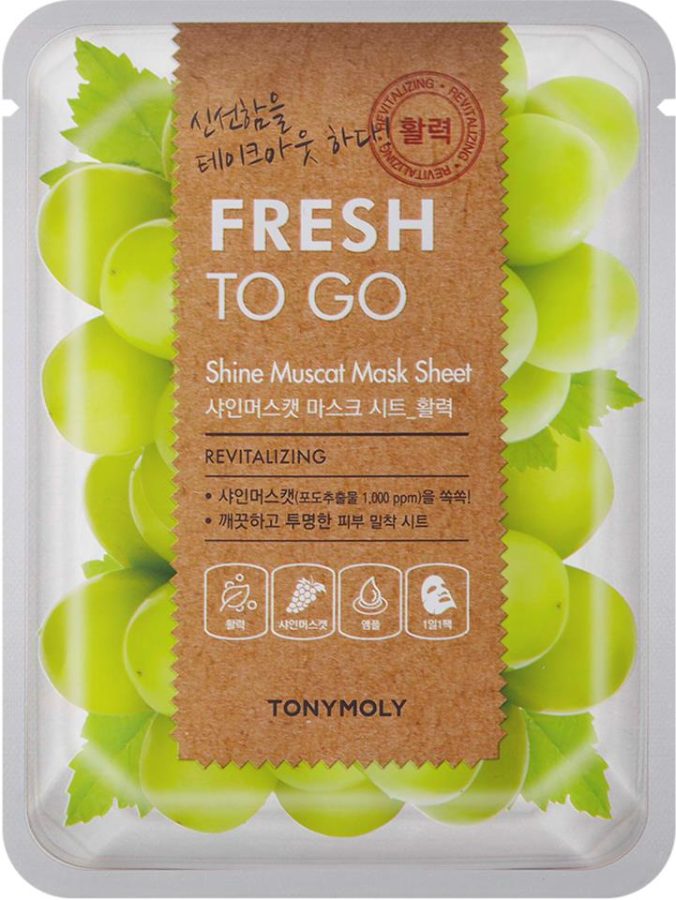 신선함을
테이크아웃 하다!
REVITALIZING · REVITALIZING · REVITALIZING
활력
FRESH
TO GO
Shine Muscat Mask Sheet
샤인머스캣 마스크 시트_활력
REVITALIZING
• 샤인머스캣(포도추출물 1,000 ppm)을 쏙쏙!
• 깨끗하고 투명한 피부 밀착 시트
활력 샤인머스캣 앰플 1일1팩
TONYMOLY